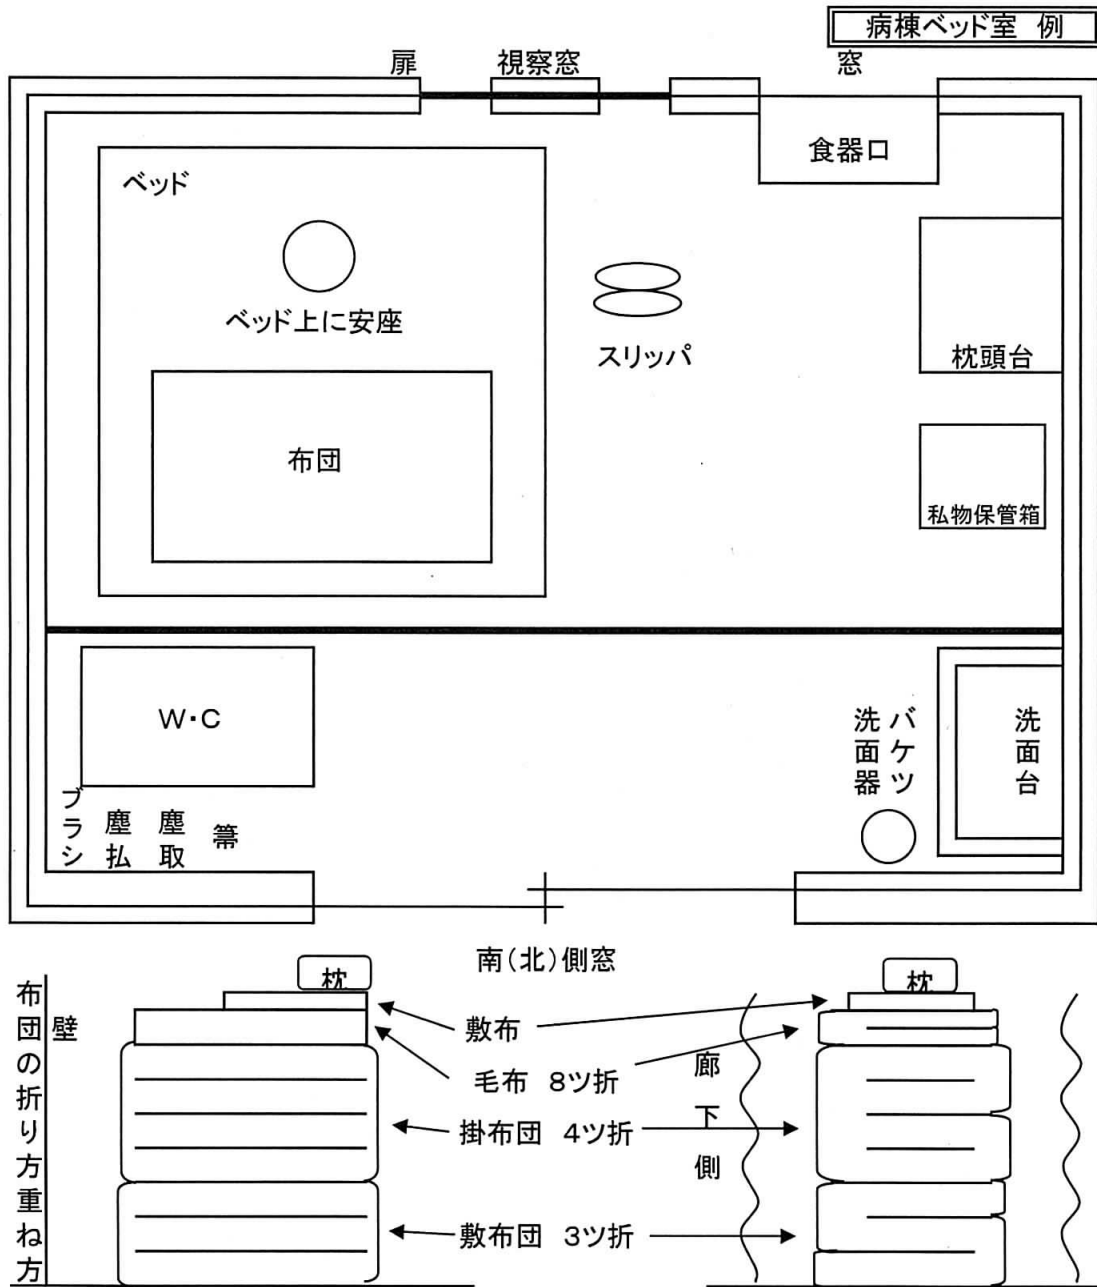 病棟ベッド室 例
扉
視察窓
窓
食器口
ベッド
ベッド上に安座
スリッパ
枕頭台
布団
私物保管箱
W・C
洗面器
バケツ
洗面台
ブラシ
塵払
塵取
箒
南(北)側窓
布団の折り方重ね方
壁
枕
枕
敷布
毛布 8ツ折
掛布団 4ツ折
敷布団 3ツ折
廊下側